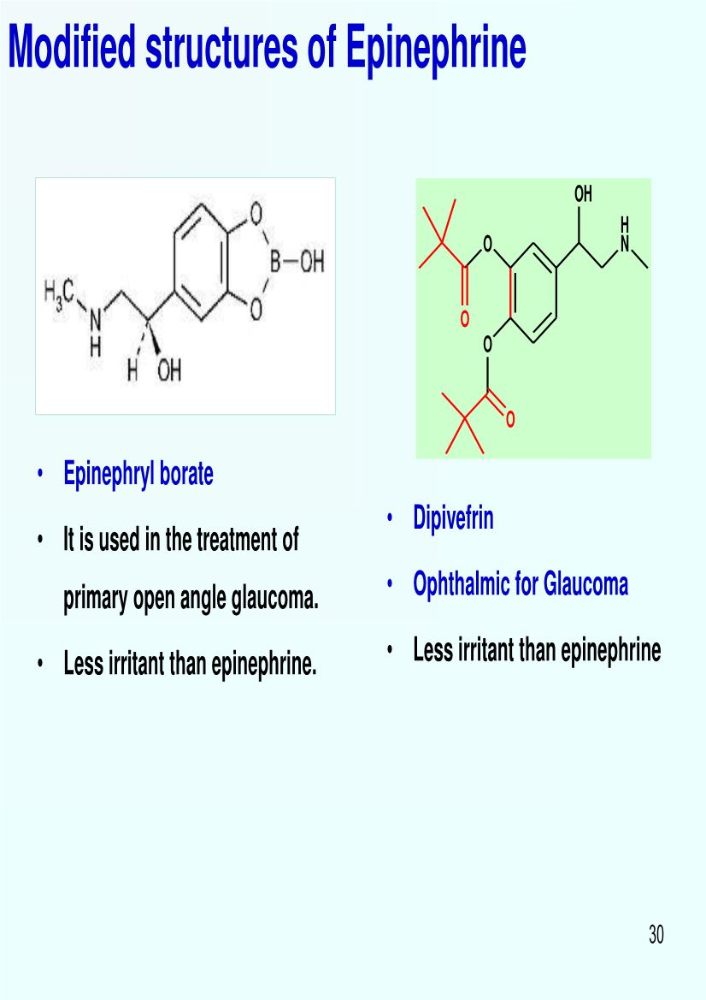 Modified structures of Epinephrine
O
B—OH
O
H3C
N
H
H
OH
OH
H
N
O
O
O
O
• Epinephryl borate
• It is used in the treatment of
primary open angle glaucoma.
• Less irritant than epinephrine.
• Dipivefrin
• Ophthalmic for Glaucoma
• Less irritant than epinephrine
30